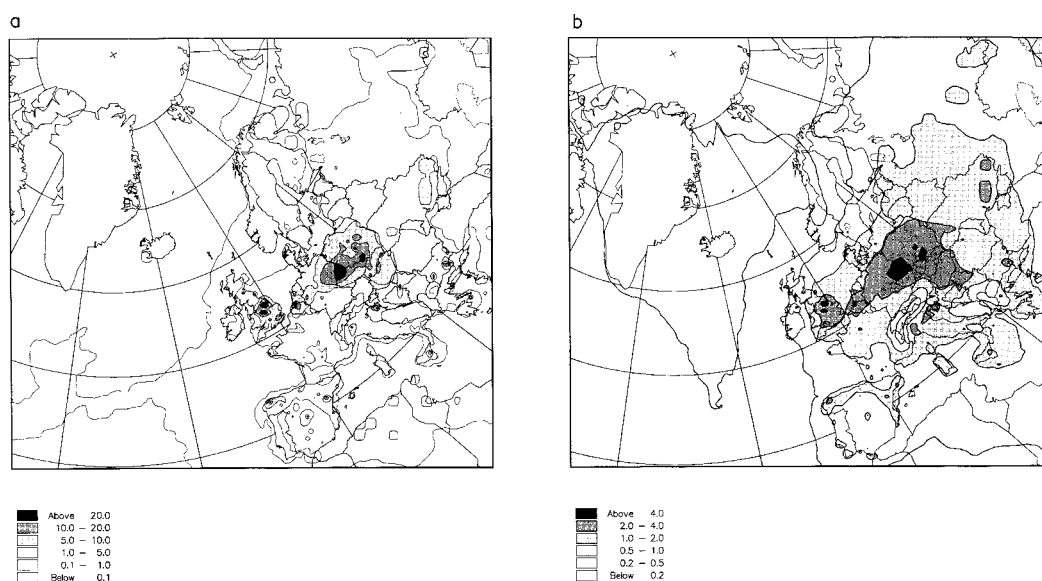 a
b
Above 20.0
10.0 - 20.0
5.0 - 10.0
1.0 - 5.0
0.1 - 1.0
Below 0.1
Above 4.0
2.0 - 4.0
1.0 - 2.0
0.5 - 1.0
0.2 - 0.5
Below 0.2